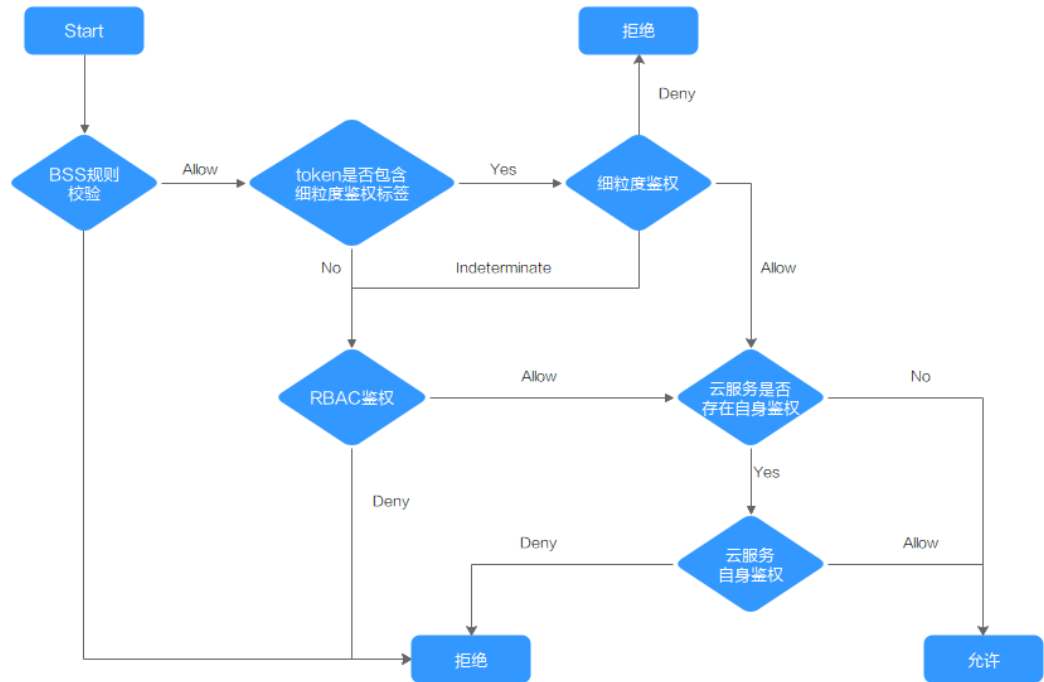 Start
拒绝
Deny
BSS规则
校验
Allow
token是否包含
细粒度鉴权标签
Yes
细粒度鉴权
No
Indeterminate
Allow
RBAC鉴权
Allow
云服务是否
存在自身鉴权
No
Deny
Yes
Deny
云服务
自身鉴权
Allow
拒绝
允许